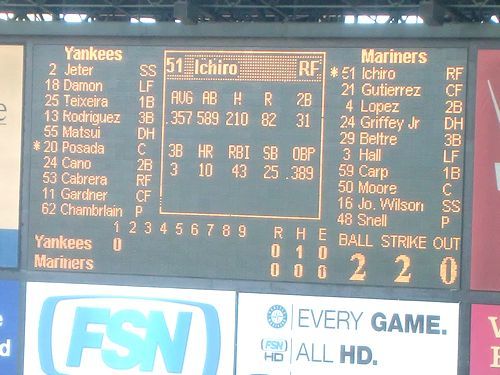 Yankees
2 Jeter SS
18 Damon LF
25 Teixeira 1B
13 Rodriguez 3B
55 Matsui DH
*20 Posada C
24 Cano 2B
53 Cabrera RF
11 Gardner CF
62 Chambrlain P
51 Ichiro RF
AVG AB H R 2B
.357 589 210 82 31
3B HR RBI SB OBP
3 10 43 25 .389
Mariners
*51 Ichiro RF
21 Gutierrez CF
4 Lopez 2B
24 Griffey Jr DH
29 Beltre 3B
3 Hall LF
59 Carp 1B
50 Moore C
16 Jo. Wilson SS
48 Snell P
1 2 3 4 5 6 7 8 9 R H E
Yankees 0 0 1 0
Mariners 0 0 0
BALL STRIKE OUT
2 2 0
FSN
EVERY GAME.
FSN HD ALL HD.